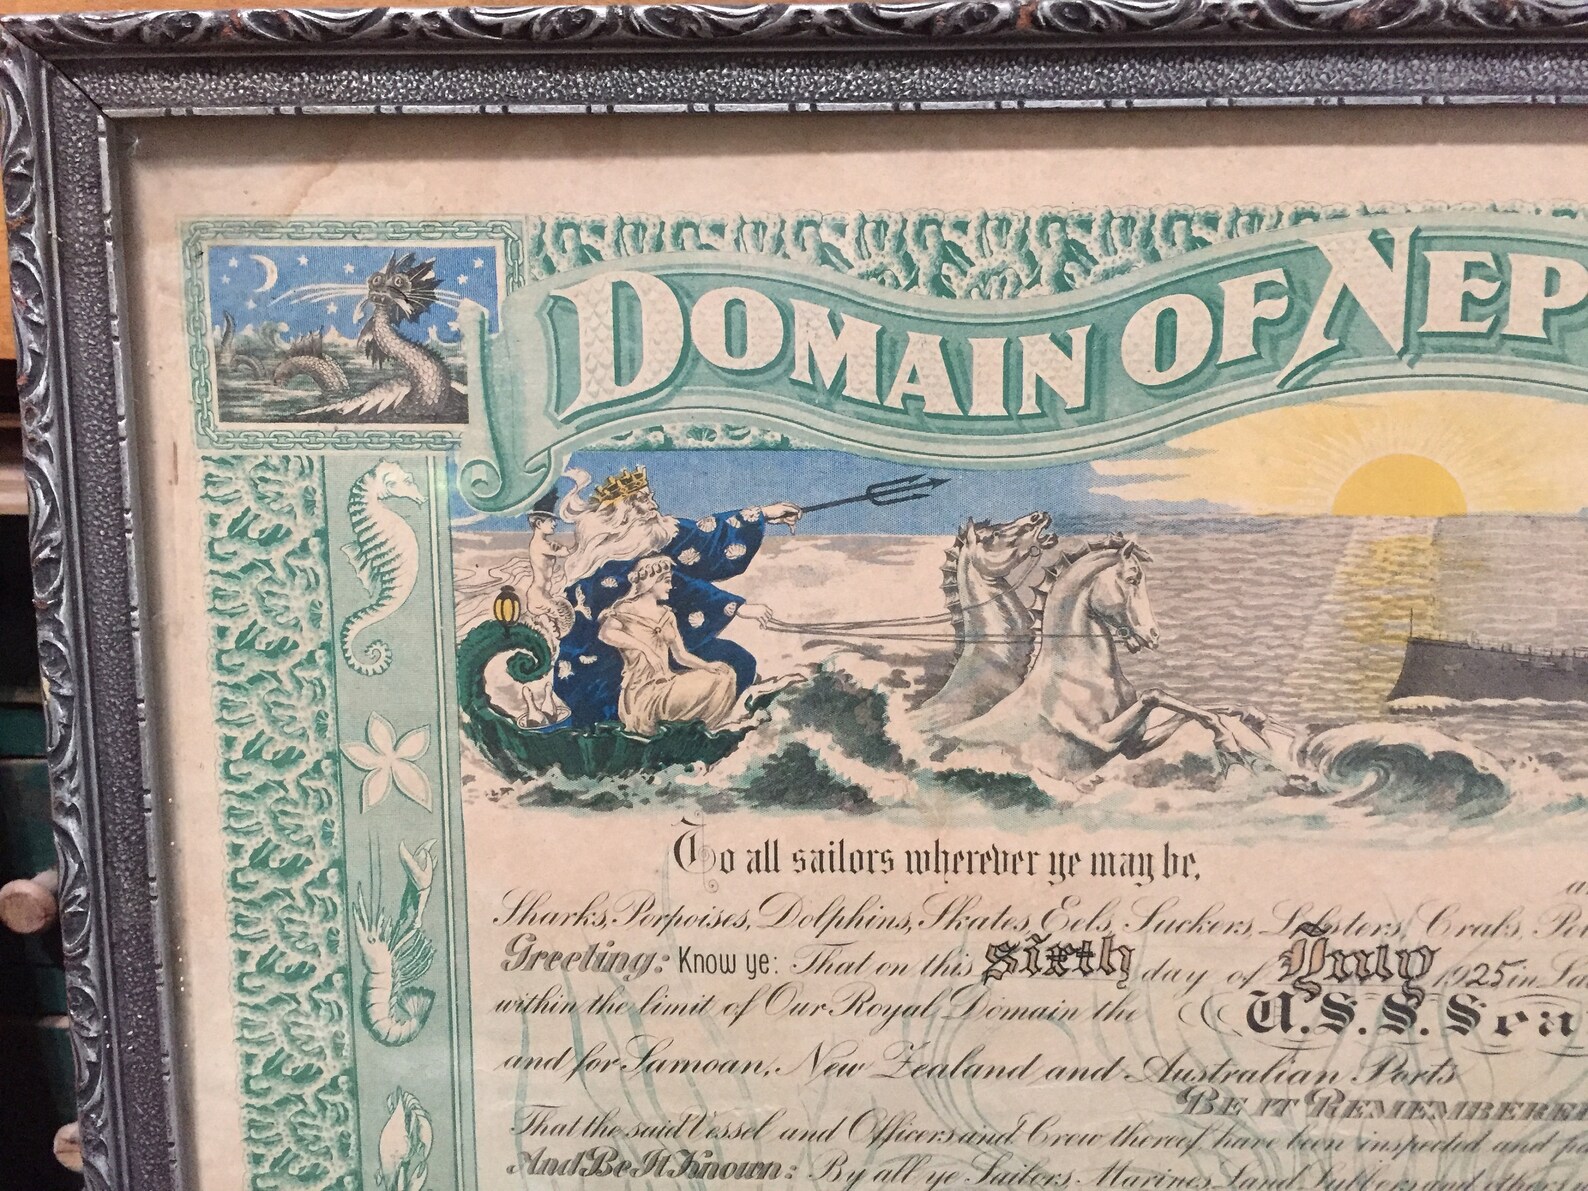 DOMAIN OF NEP
To all sailors wherever ye may be,
Sharks, Porpoises, Dolphins, Skates, Eels, Suckers, Lobsters, Crabs,
Greeting: Know ye: That on this sixth day of July 1925 in
within the limit of Our Royal Domain the U.S.S. Sea
and for Samoan, New Zealand and Australian Ports
BE IT REMEMBERE
That the said Vessel and Officers and Crew thereof have been inspected and
And Be It Known: By all ye Sailors, Marines, Land Lubbers and others